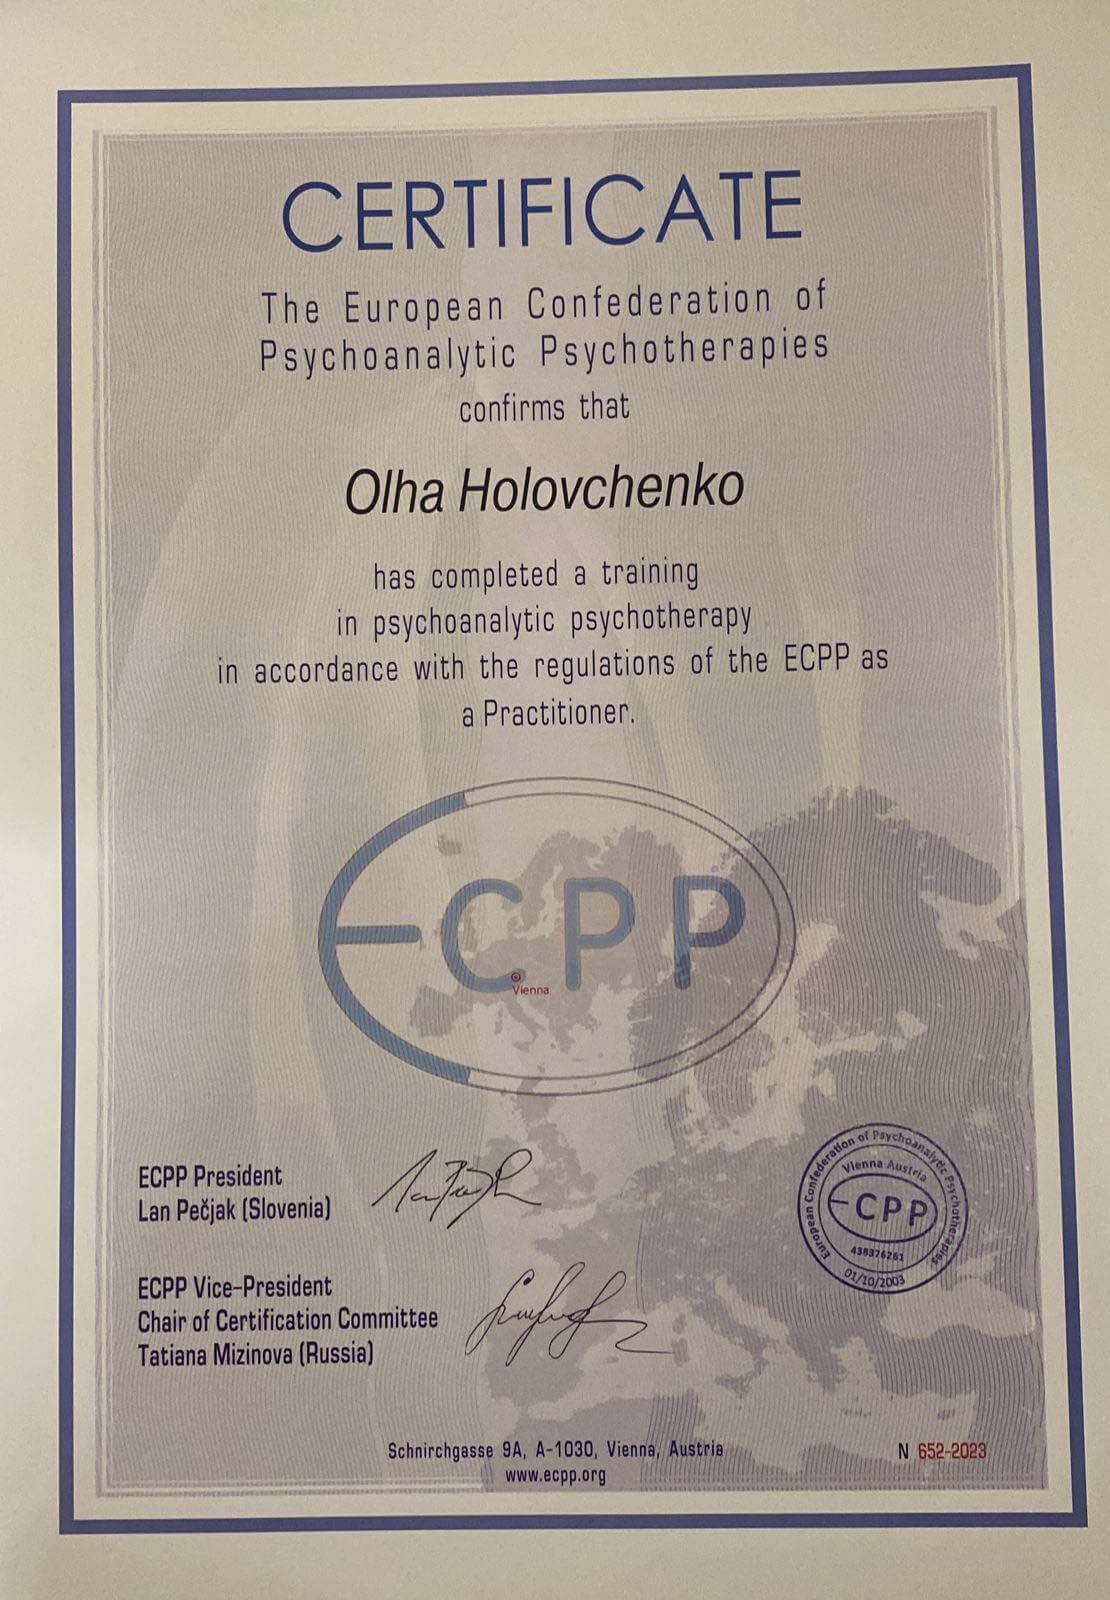 CERTIFICATE
The European Confederation of
Psychoanalytic Psychotherapies
confirms that
Olha Holovchenko
has completed a training
in psychoanalytic psychotherapy
in accordance with the regulations of the ECPP as
a Practitioner.
ECPP
Vienna
ECPP President
Lan Pečjak (Slovenia)
European Confederation of Psychoanalytic Psychotherapies
Vienna Austria
ECPP
438376261
01/10/2003
ECPP Vice-President
Chair of Certification Committee
Tatiana Mizinova (Russia)
Schnirchgasse 9A, A-1030, Vienna, Austria
www.ecpp.org
N 652-2023